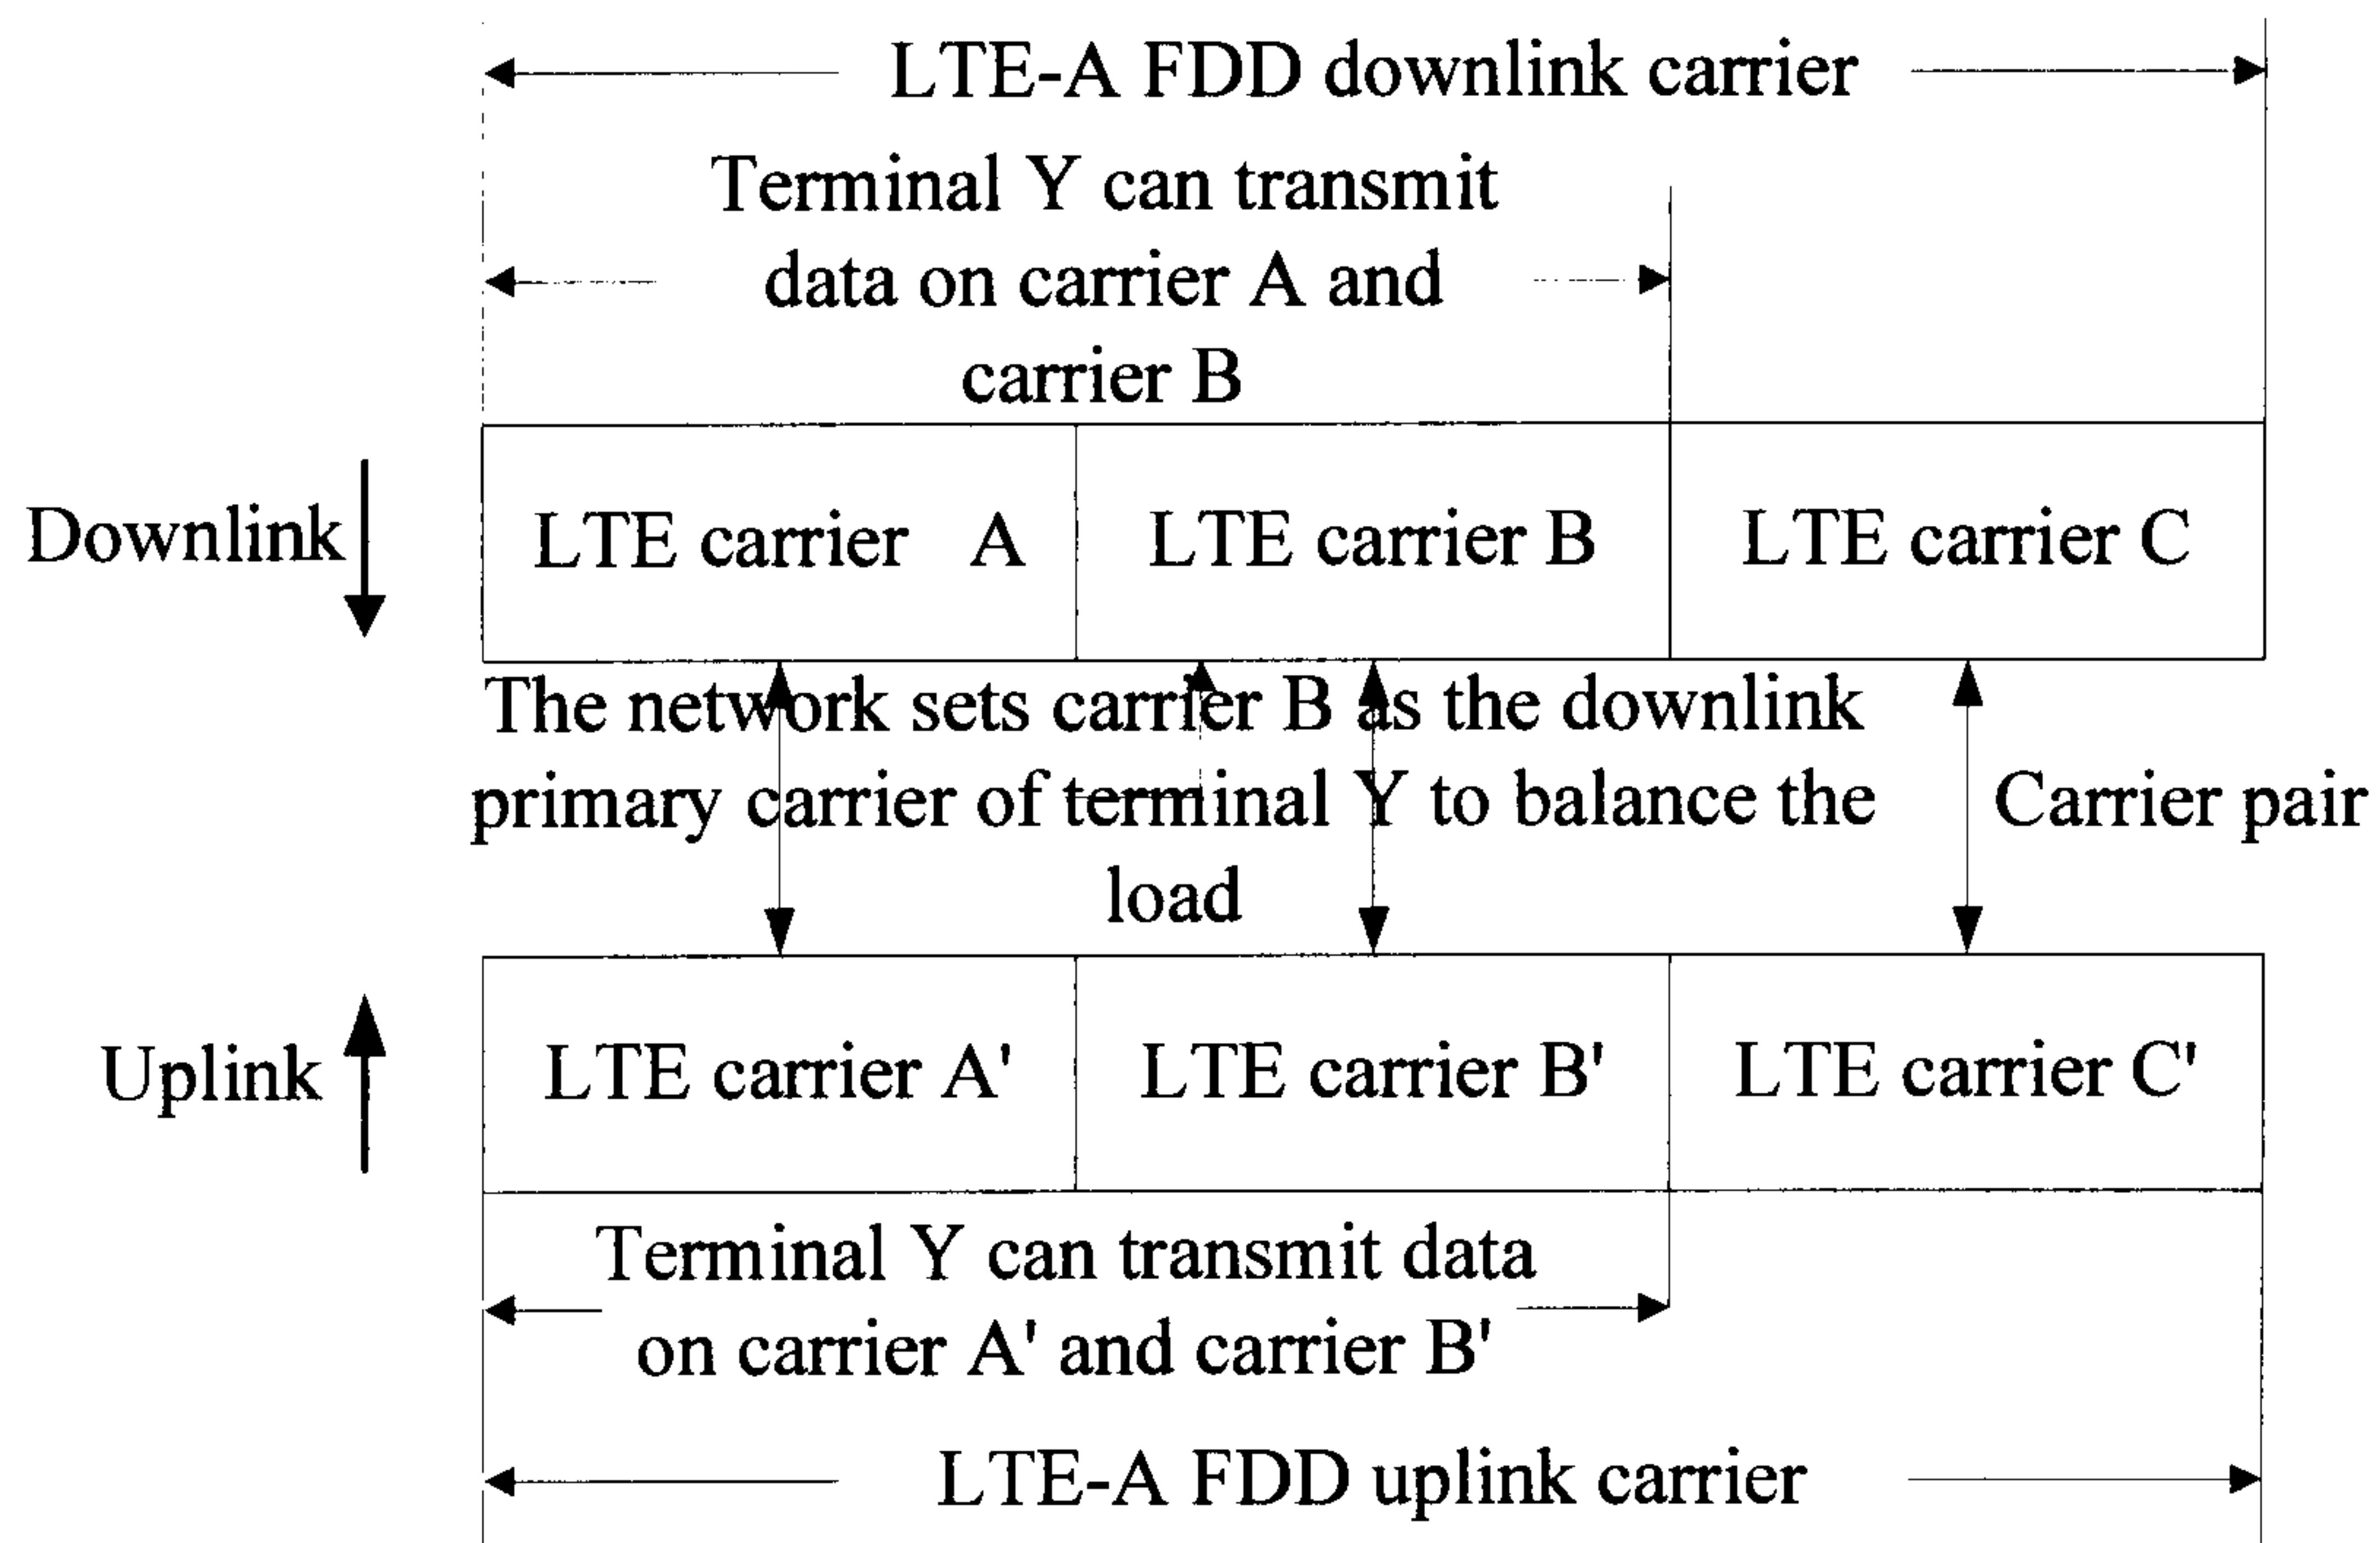 LTE-A FDD downlink carrier
Terminal Y can transmit
data on carrier A and
carrier B
Downlink
LTE carrier A
LTE carrier B
LTE carrier C
The network sets carrier B as the downlink
primary carrier of terminal Y to balance the
load
Carrier pair
Uplink
LTE carrier A'
LTE carrier B'
LTE carrier C'
Terminal Y can transmit data
on carrier A' and carrier B'
LTE-A FDD uplink carrier